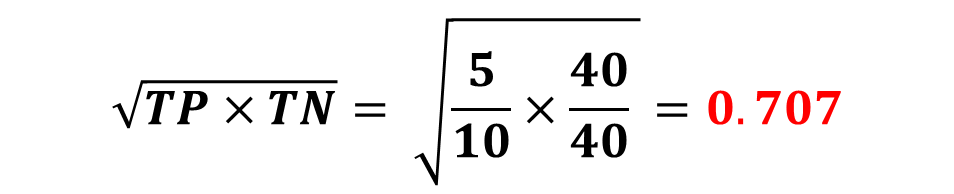 √(TP × TN) = √(5/10 × 40/40) = 0.707